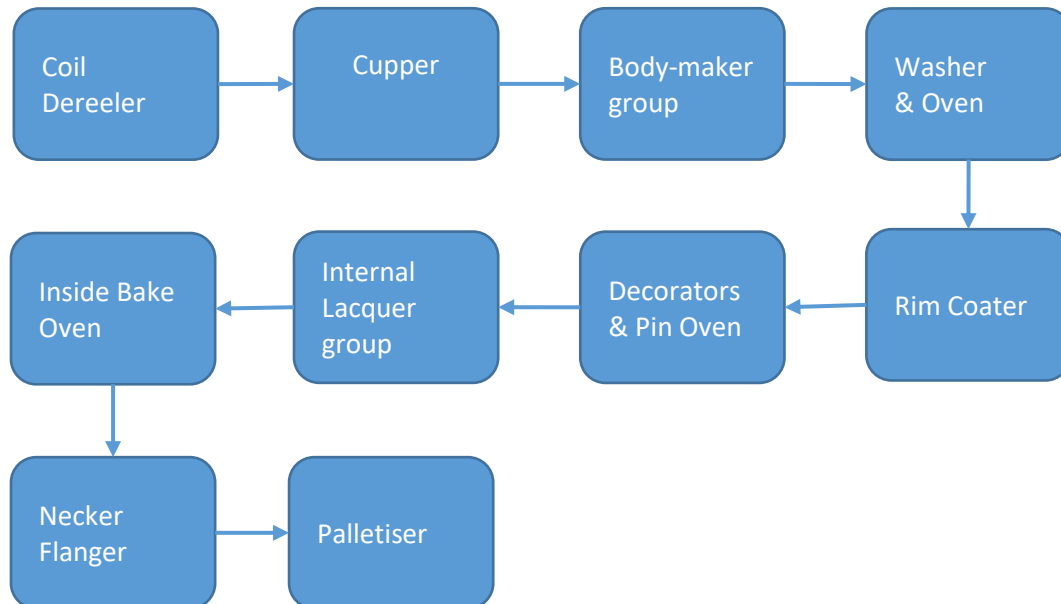 Coil
Dereeler
Cupper
Body-maker
group
Washer
& Oven
Rim Coater
Decorators
& Pin Oven
Internal
Lacquer
group
Inside Bake
Oven
Necker
Flanger
Palletiser